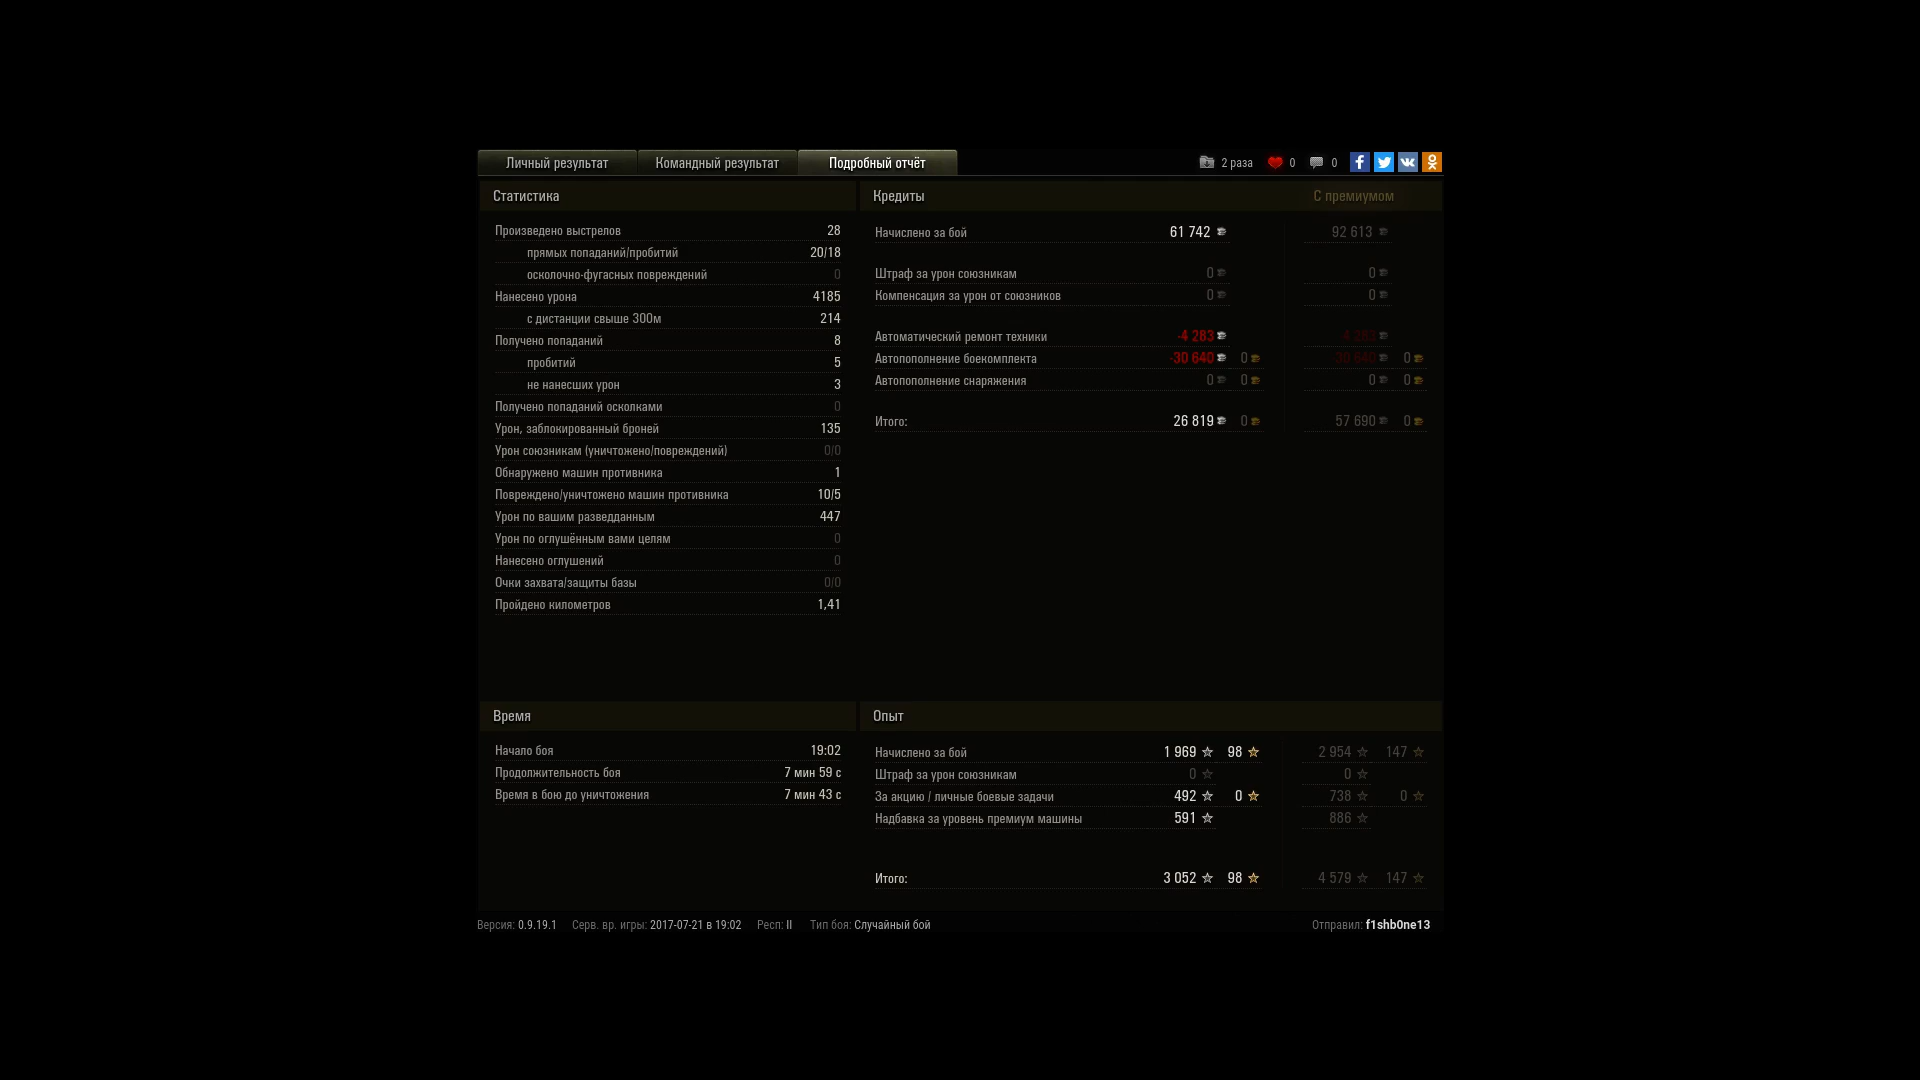 Личный результат Командный результат Подробный отчёт 2 раза 0 0
Статистика
Произведено выстрелов 28
прямых попаданий/пробитий 20/18
осколочно-фугасных повреждений 0
Нанесено урона 4185
с дистанции свыше 300м 214
Получено попаданий 8
пробитий 5
не нанесших урон 3
Получено попаданий осколками 0
Урон, заблокированный броней 135
Урон союзникам (уничтожено/повреждений) 0/0
Обнаружено машин противника 1
Повреждено/уничтожено машин противника 10/5
Урон по вашим разведданным 447
Урон по оглушённым вами целям 0
Нанесено оглушений 0
Очки захвата/защиты базы 0/0
Пройдено километров 1,41
Кредиты С премиумом
Начислено за бой 61 742 92 613
Штраф за урон союзникам 0 0
Компенсация за урон от союзников 0 0
Автоматический ремонт техники -4 283 -4 283
Автопополнение боекомплекта -30 640 0 -30 640 0
Автопополнение снаряжения 0 0 0 0
Итого: 26 819 0 57 690 0
Время
Начало боя 19:02
Продолжительность боя 7 мин 59 с
Время в бою до уничтожения 7 мин 43 с
Опыт
Начислено за бой 1 969 98 2 954 147
Штраф за урон союзникам 0 0
За акцию / личные боевые задачи 492 0 738 0
Надбавка за уровень премиум машины 591 886
Итого: 3 052 98 4 579 147
Версия: 0.9.19.1 Серв. вр. игры: 2017-07-21 в 19:02 Респ: II Тип боя: Случайный бой Отправил: f1shb0ne13